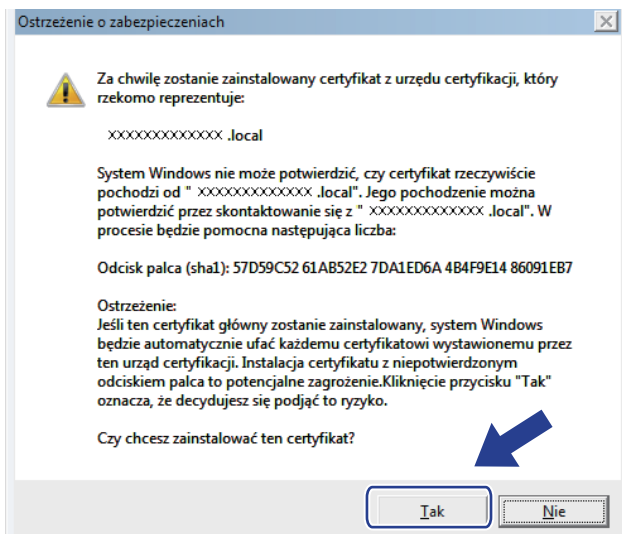 Ostrzeżenie o zabezpieczeniach
Za chwilę zostanie zainstalowany certyfikat z urzędu certyfikacji, który
rzekomo reprezentuje:
XXXXXXXXXXXXX .local
System Windows nie może potwierdzić, czy certyfikat rzeczywiście
pochodzi od " XXXXXXXXXXXXX .local". Jego pochodzenie można
potwierdzić przez skontaktowanie się z " XXXXXXXXXXXXX .local". W
procesie będzie pomocna następująca liczba:
Odcisk palca (sha1): 57D59C52 61AB52E2 7DA1ED6A 4B4F9E14 86091EB7
Ostrzeżenie:
Jeśli ten certyfikat główny zostanie zainstalowany, system Windows
będzie automatycznie ufać każdemu certyfikatowi wystawionemu przez
ten urząd certyfikacji. Instalacja certyfikatu z niepotwierdzonym
odciskiem palca to potencjalne zagrożenie.Kliknięcie przycisku "Tak"
oznacza, że decydujesz się podjąć to ryzyko.
Czy chcesz zainstalować ten certyfikat?
Tak
Nie